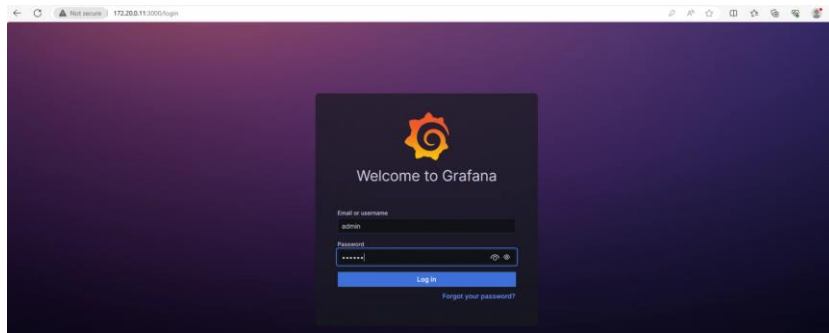 Not secure 172.20.0.11:3000/login
Welcome to Grafana
Email or username
admin
Password
••••••
Log in
Forgot your password?